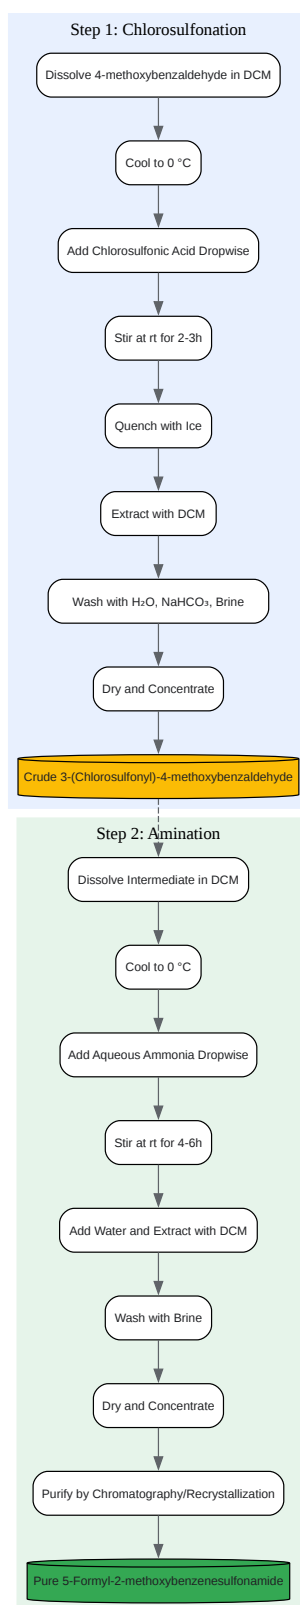 Step 1: Chlorosulfonation
Dissolve 4-methoxybenzaldehyde in DCM
Cool to 0 °C
Add Chlorosulfonic Acid Dropwise
Stir at rt for 2-3h
Quench with Ice
Extract with DCM
Wash with H₂O, NaHCO₃, Brine
Dry and Concentrate
Crude 3-(Chlorosulfonyl)-4-methoxybenzaldehyde
Step 2: Amination
Dissolve Intermediate in DCM
Cool to 0 °C
Add Aqueous Ammonia Dropwise
Stir at rt for 4-6h
Add Water and Extract with DCM
Wash with Brine
Dry and Concentrate
Purify by Chromatography/Recrystallization
Pure 5-Formyl-2-methoxybenzenesulfonamide